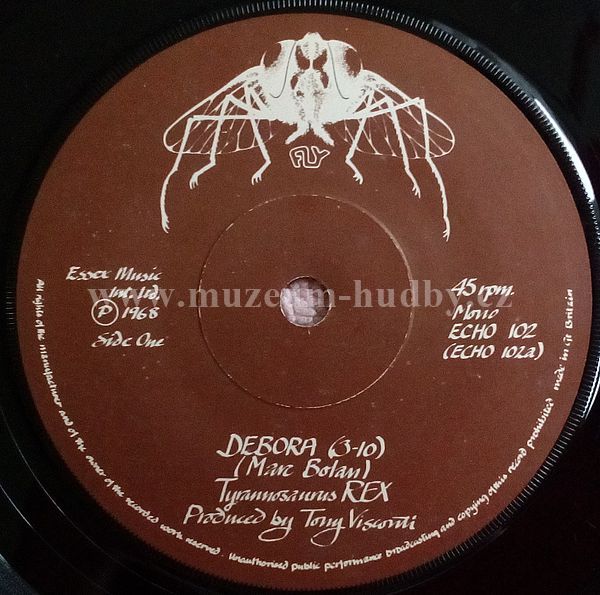 FLY
Essex Music
Int. Ltd.
Ⓟ 1968
Side One
45 rpm.
Mono
ECHO 102
(ECHO 102a)
www.muzeum-hudby.cz
DEBORA (3-10)
(Marc Bolan)
Tyrannosaurus REX
Produced by Tony Visconti
All rights of the manufacturer and of the owner of the recorded work reserved. Unauthorised public performance broadcasting and copying of this record prohibited made in Gt Britain